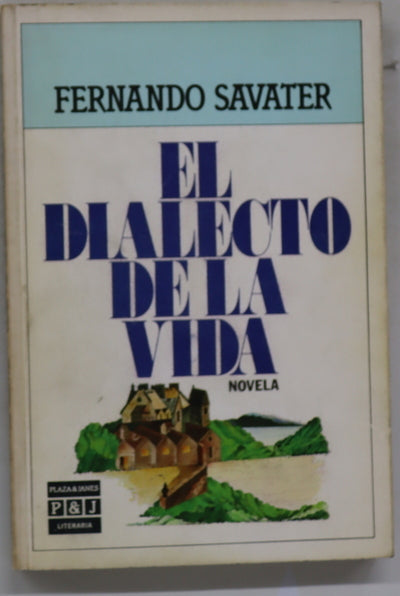 FERNANDO SAVATER
EL
DIALECTO
DE LA
VIDA
NOVELA
PLAZA & JANES
P&J
LITERARIA